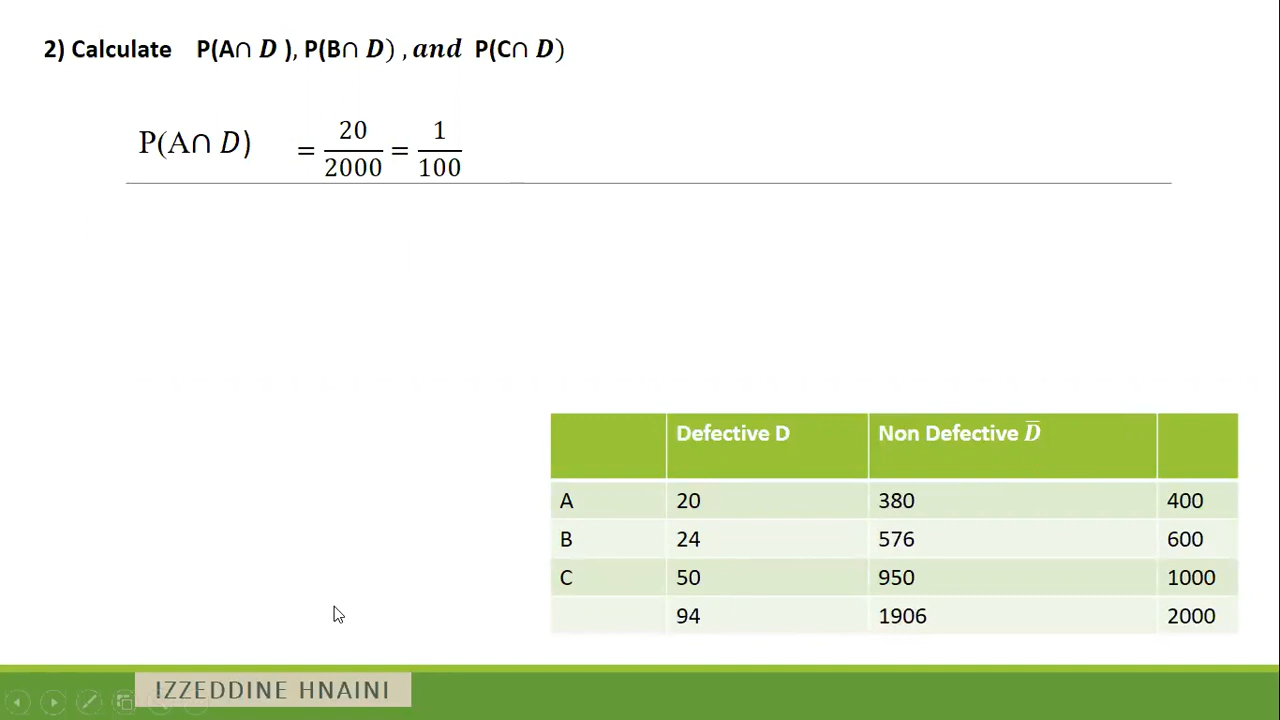 2) Calculate P(A∩ D ), P(B∩ D) , and P(C∩ D)
P(A∩ D) = 20/2000 = 1/100
Defective D Non Defective D̅
A 20 380 400
B 24 576 600
C 50 950 1000
94 1906 2000
IZZEDDINE HNAINI